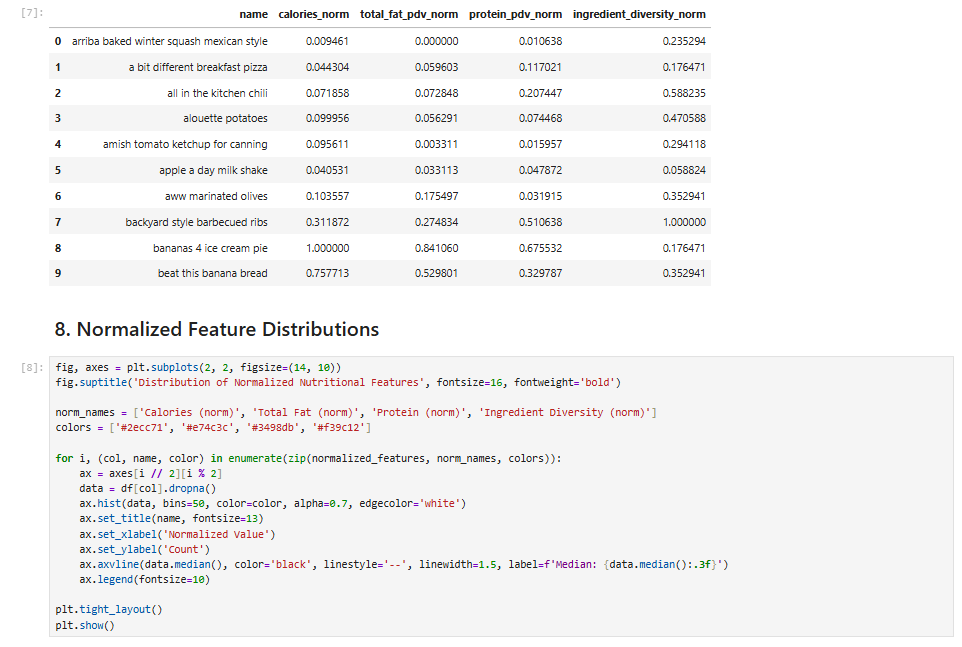 [7]:
name calories_norm total_fat_pdv_norm protein_pdv_norm ingredient_diversity_norm
0 arriba baked winter squash mexican style 0.009461 0.000000 0.010638 0.235294
1 a bit different breakfast pizza 0.044304 0.059603 0.117021 0.176471
2 all in the kitchen chili 0.071858 0.072848 0.207447 0.588235
3 alouette potatoes 0.099956 0.056291 0.074468 0.470588
4 amish tomato ketchup for canning 0.095611 0.003311 0.015957 0.294118
5 apple a day milk shake 0.040531 0.033113 0.047872 0.058824
6 aww marinated olives 0.103557 0.175497 0.031915 0.352941
7 backyard style barbecued ribs 0.311872 0.274834 0.510638 1.000000
8 bananas 4 ice cream pie 1.000000 0.841060 0.675532 0.176471
9 beat this banana bread 0.757713 0.529801 0.329787 0.352941
8. Normalized Feature Distributions
[8]:
fig, axes = plt.subplots(2, 2, figsize=(14, 10))
fig.suptitle('Distribution of Normalized Nutritional Features', fontsize=16, fontweight='bold')
norm_names = ['Calories (norm)', 'Total Fat (norm)', 'Protein (norm)', 'Ingredient Diversity (norm)']
colors = ['#2ecc71', '#e74c3c', '#3498db', '#f39c12']
for i, (col, name, color) in enumerate(zip(normalized_features, norm_names, colors)):
    ax = axes[i // 2][i % 2]
    data = df[col].dropna()
    ax.hist(data, bins=50, color=color, alpha=0.7, edgecolor='white')
    ax.set_title(name, fontsize=13)
    ax.set_xlabel('Normalized Value')
    ax.set_ylabel('Count')
    ax.axvline(data.median(), color='black', linestyle='--', linewidth=1.5, label=f'Median: {data.median():.3f}')
    ax.legend(fontsize=10)
plt.tight_layout()
plt.show()